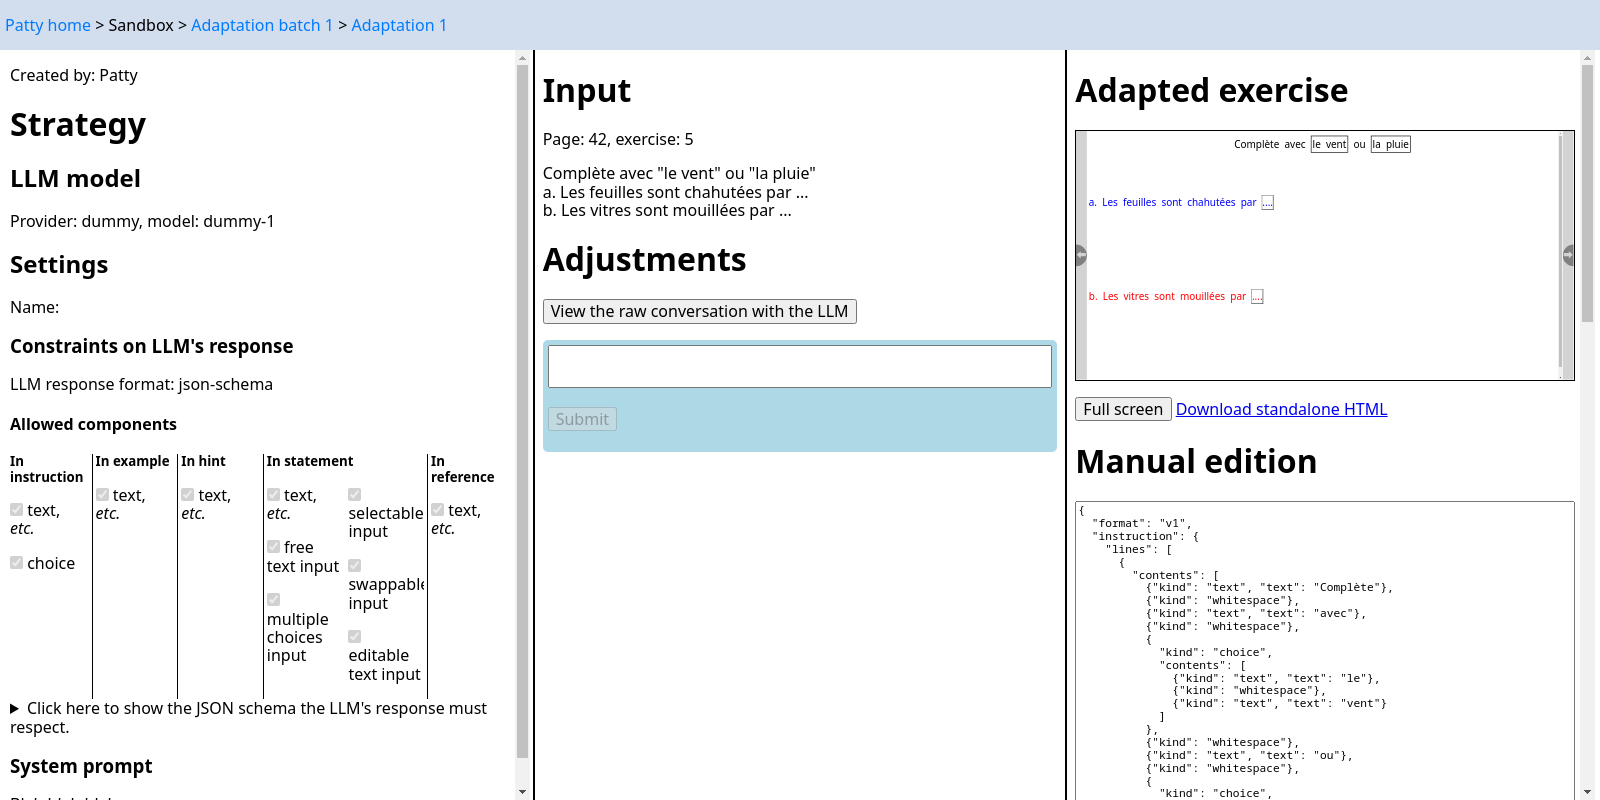 Patty home > Sandbox > Adaptation batch 1 > Adaptation 1
Created by: Patty
Strategy
LLM model
Provider: dummy, model: dummy-1
Settings
Name:
Constraints on LLM's response
LLM response format: json-schema
Allowed components
In instruction
text, etc.
choice
In example
text, etc.
In hint
text, etc.
In statement
text, etc.
free text input
multiple choices input
selectable input
swappable input
editable text input
In reference
text, etc.
Click here to show the JSON schema the LLM's response must
respect.
System prompt
Input
Page: 42, exercise: 5
Complète avec "le vent" ou "la pluie"
a. Les feuilles sont chahutées par ...
b. Les vitres sont mouillées par ...
Adjustments
View the raw conversation with the LLM
Submit
Adapted exercise
Complète avec le vent ou la pluie
a. Les feuilles sont chahutées par ....
b. Les vitres sont mouillées par ....
Full screen Download standalone HTML
Manual edition
{
"format": "v1",
"instruction": {
"lines": [
{
"contents": [
{"kind": "text", "text": "Complète"},
{"kind": "whitespace"},
{"kind": "text", "text": "avec"},
{"kind": "whitespace"},
{
"kind": "choice",
"contents": [
{"kind": "text", "text": "le"},
{"kind": "whitespace"},
{"kind": "text", "text": "vent"}
]
},
{"kind": "whitespace"},
{"kind": "text", "text": "ou"},
{"kind": "whitespace"},
{
"kind": "choice",